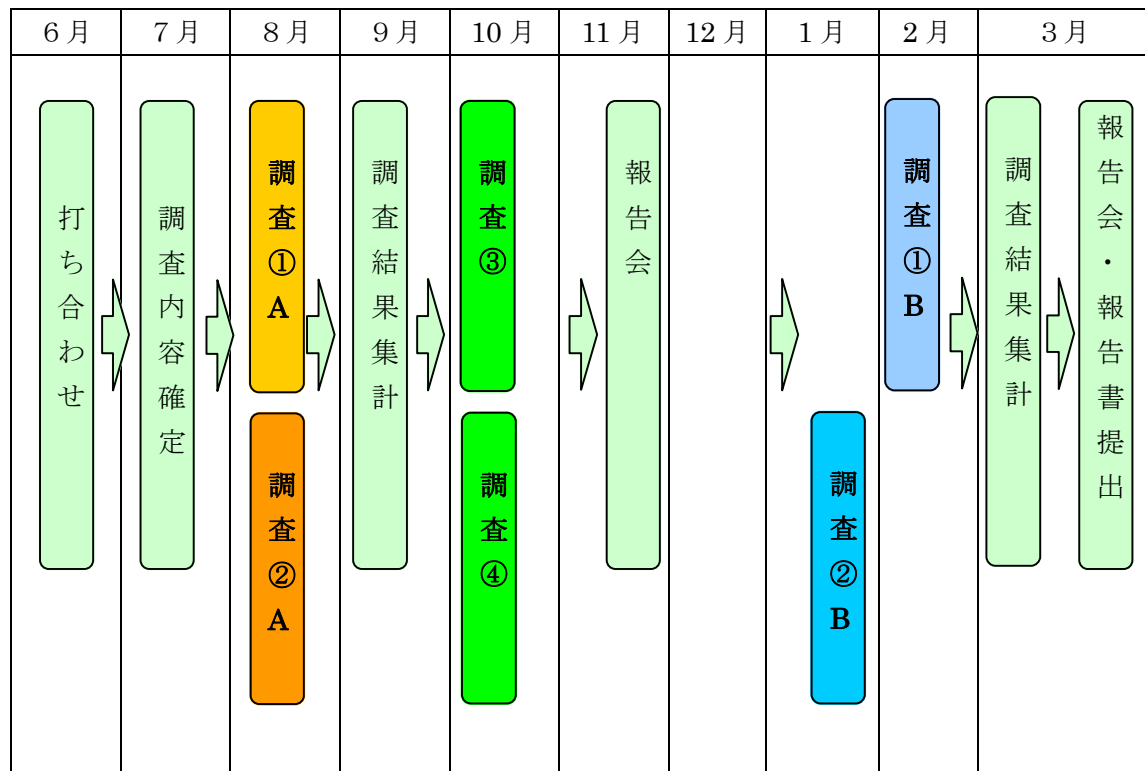 6月
7月
8月
9月
10月
11月
12月
1月
2月
3月
打ち合わせ
調査内容確定
調査①A
調査②A
調査結果集計
調査③
調査④
報告会
調査②B
調査①B
調査結果集計
報告会・報告書提出